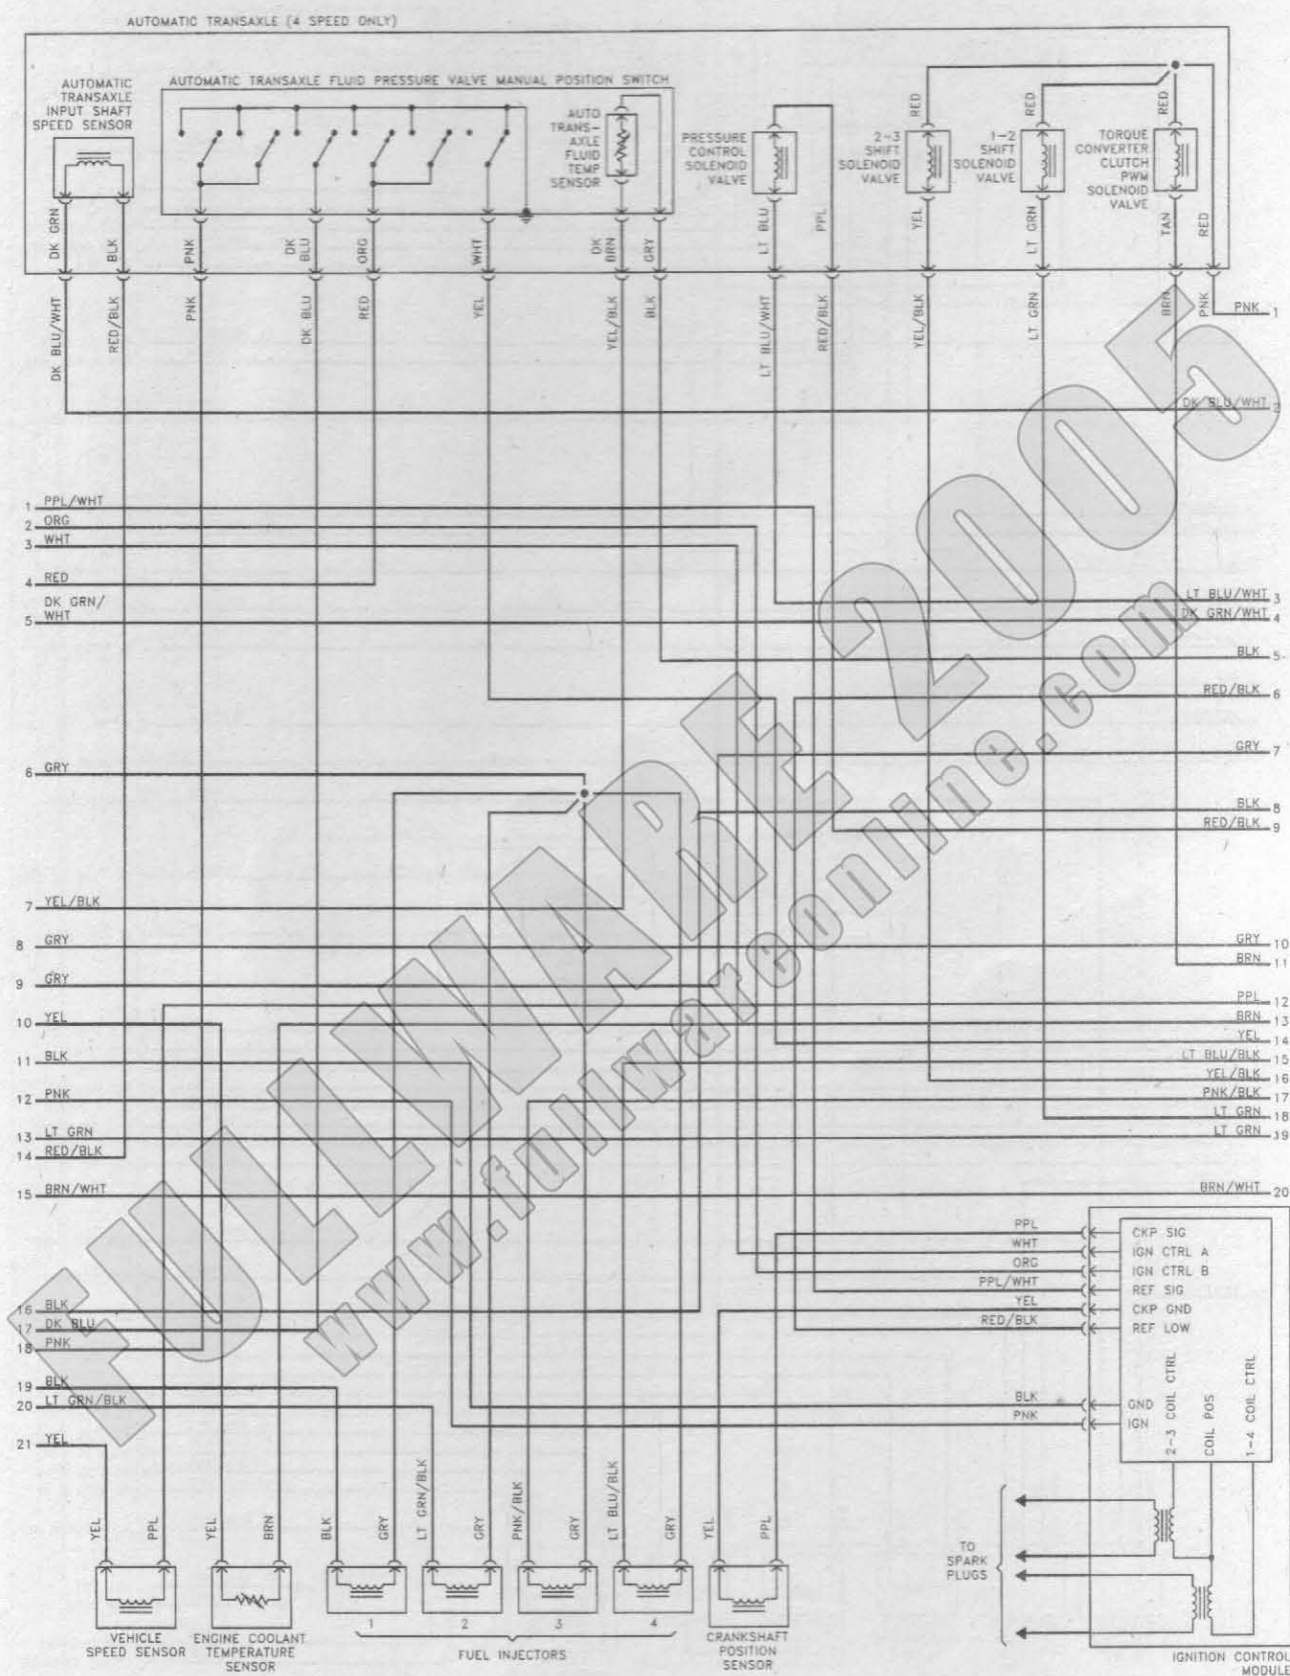 AUTOMATIC TRANSAXLE (4 SPEED ONLY)
AUTOMATIC
TRANSAXLE
INPUT SHAFT
SPEED SENSOR
AUTOMATIC TRANSAXLE FLUID PRESSURE VALVE MANUAL POSITION SWITCH
AUTO
TRANS-
AXLE
FLUID
TEMP
SENSOR
PRESSURE
CONTROL
SOLENOID
VALVE
2-3
SHIFT
SOLENOID
VALVE
RED
1-2
SHIFT
SOLENOID
VALVE
RED
TORQUE
CONVERTER
CLUTCH
PWM
SOLENOID
VALVE
RED
DK GRN
BLK
PNK
DK
BLU
ORG
WHT
DK
BRN
GRY
LT BLU
PPL
YEL
LT GRN
TAN
RED
DK BLU/WHT
RED/BLK
PNK
DK BLU
RED
YEL
YEL/BLK
BLK
LT BLU/WHT
RED/BLK
YEL/BLK
LT GRN
BRN
PNK
PNK 1
DK BLU/WHT 2
1 PPL/WHT
2 ORG
3 WHT
4 RED
DK GRN/
5 WHT
LT BLU/WHT 3
DK GRN/WHT 4
BLK 5
RED/BLK 6
GRY 7
6 GRY
BLK 8
RED/BLK 9
7 YEL/BLK
8 GRY
GRY 10
BRN 11
9 GRY
PPL 12
10 YEL
BRN 13
YEL 14
11 BLK
LT BLU/BLK 15
YEL/BLK 16
12 PNK
PNK/BLK 17
LT GRN 18
13 LT GRN
LT GRN 19
14 RED/BLK
15 BRN/WHT
BRN/WHT 20
PPL CKP SIG
WHT IGN CTRL A
ORG IGN CTRL B
PPL/WHT REF SIG
YEL CKP GND
RED/BLK REF LOW
16 BLK
17 DK BLU
18 PNK
19 BLK
20 LT GRN/BLK
21 YEL
BLK GND
PNK IGN
2-3 COIL CTRL
COIL POS
1-4 COIL CTRL
YEL
PPL
YEL
BRN
BLK
GRY
LT GRN/BLK
GRY
PNK/BLK
GRY
LT BLU/BLK
GRY
YEL
PPL
TO
SPARK
PLUGS
VEHICLE
SPEED SENSOR
ENGINE COOLANT
TEMPERATURE
SENSOR
1
2
3
4
FUEL INJECTORS
CRANKSHAFT
POSITION
SENSOR
IGNITION CONTROL
MODULE
FULLWARE 2005
www.fullwareonline.com